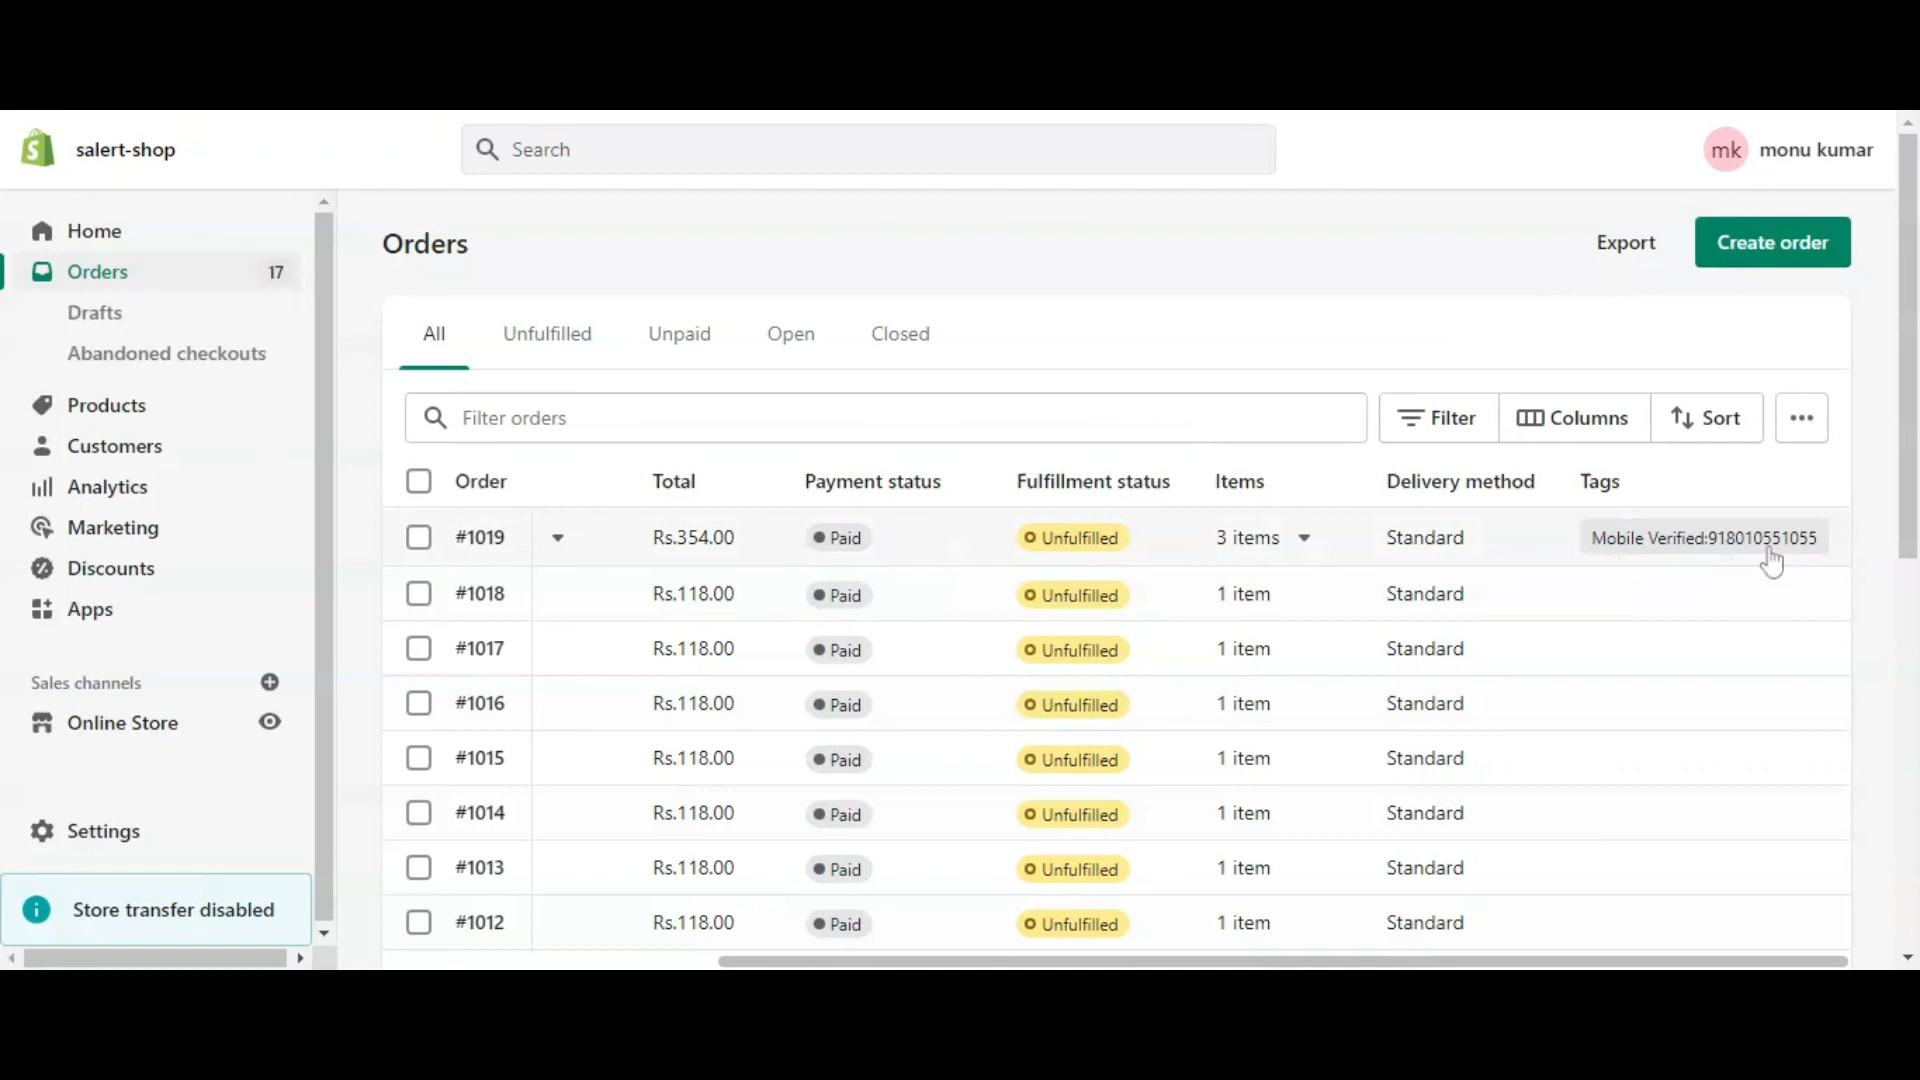 salert-shop
Search
mk monu kumar
Home
Orders 17
Drafts
Abandoned checkouts
Products
Customers
Analytics
Marketing
Discounts
Apps
Sales channels
Online Store
Settings
Store transfer disabled
Orders
Export Create order
All Unfulfilled Unpaid Open Closed
Filter orders Filter Columns Sort
Order Total Payment status Fulfillment status Items Delivery method Tags
#1019 Rs.354.00 Paid Unfulfilled 3 items Standard Mobile Verified:918010551055
#1018 Rs.118.00 Paid Unfulfilled 1 item Standard
#1017 Rs.118.00 Paid Unfulfilled 1 item Standard
#1016 Rs.118.00 Paid Unfulfilled 1 item Standard
#1015 Rs.118.00 Paid Unfulfilled 1 item Standard
#1014 Rs.118.00 Paid Unfulfilled 1 item Standard
#1013 Rs.118.00 Paid Unfulfilled 1 item Standard
#1012 Rs.118.00 Paid Unfulfilled 1 item Standard